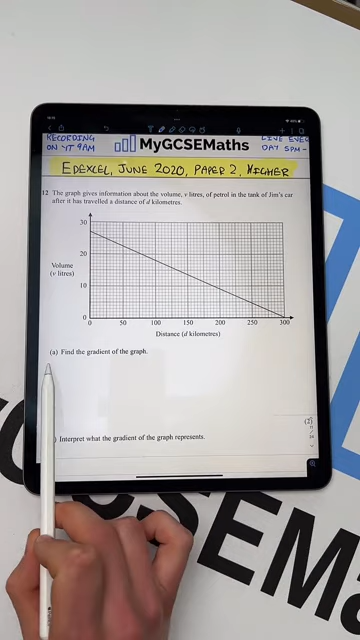 RECORDING
ON YT 9AM
MyGCSEMaths
LIVE EVERY
DAY 5PM -
EDEXCEL, JUNE 2020, PAPER 2, HIGHER
12 The graph gives information about the volume, v litres, of petrol in the tank of Jim's car
after it has travelled a distance of d kilometres.
30
20
Volume
(v litres)
10
0
0 50 100 150 200 250 300
Distance (d kilometres)
(a) Find the gradient of the graph.
(2)
) Interpret what the gradient of the graph represents.
GCSEMa